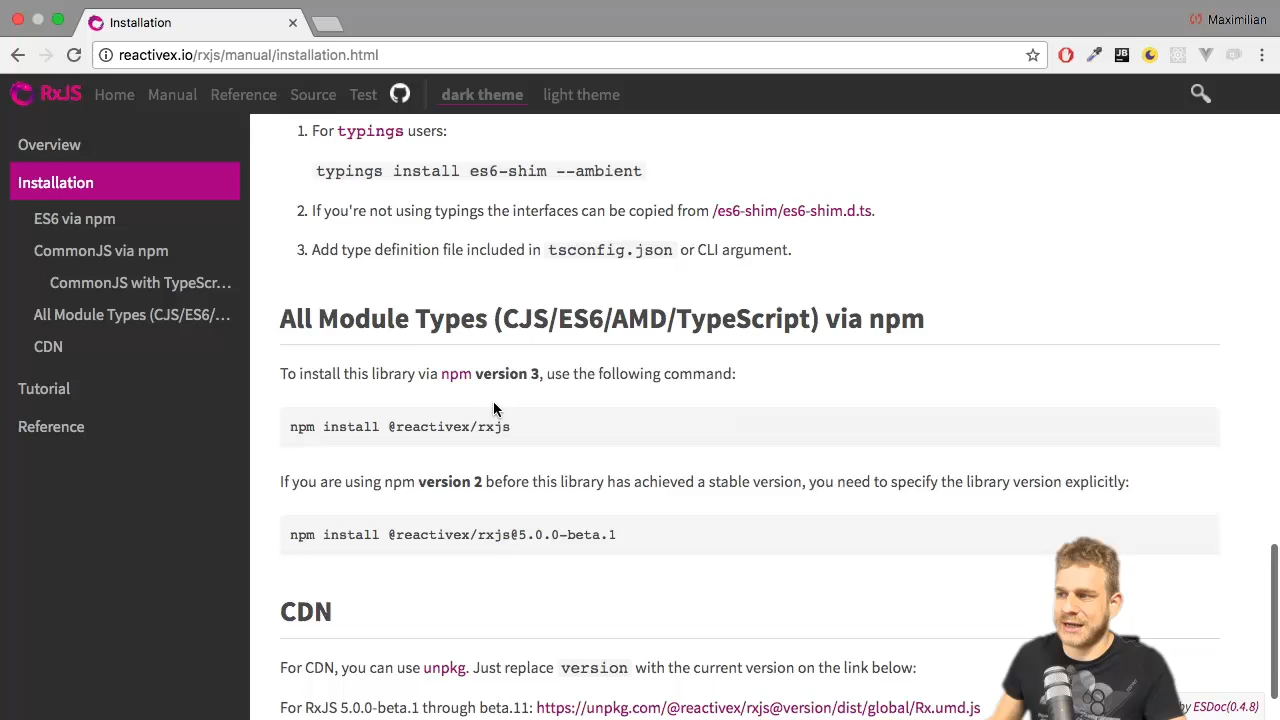 Installation
Maximilian
reactivex.io/rxjs/manual/installation.html
JB
RxJS Home Manual Reference Source Test dark theme light theme
Overview
Installation
ES6 via npm
CommonJS via npm
CommonJS with TypeScr...
All Module Types (CJS/ES6/...
CDN
Tutorial
Reference
1. For typings users:
typings install es6-shim --ambient
2. If you're not using typings the interfaces can be copied from /es6-shim/es6-shim.d.ts.
3. Add type definition file included in tsconfig.json or CLI argument.
All Module Types (CJS/ES6/AMD/TypeScript) via npm
To install this library via npm version 3, use the following command:
npm install @reactivex/rxjs
If you are using npm version 2 before this library has achieved a stable version, you need to specify the library version explicitly:
npm install @reactivex/rxjs@5.0.0-beta.1
CDN
For CDN, you can use unpkg. Just replace version with the current version on the link below:
For RxJS 5.0.0-beta.1 through beta.11: https://unpkg.com/@reactivex/rxjs@version/dist/global/Rx.umd.js
by ESDoc(0.4.8)